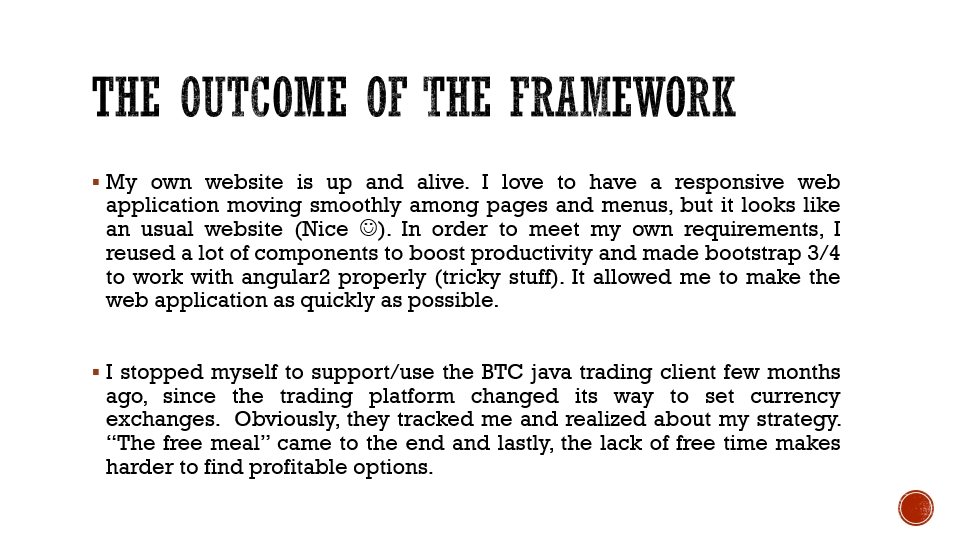 THE OUTCOME OF THE FRAMEWORK
▪ My own website is up and alive. I love to have a responsive web
application moving smoothly among pages and menus, but it looks like
an usual website (Nice ☺). In order to meet my own requirements, I
reused a lot of components to boost productivity and made bootstrap 3/4
to work with angular2 properly (tricky stuff). It allowed me to make the
web application as quickly as possible.
▪ I stopped myself to support/use the BTC java trading client few months
ago, since the trading platform changed its way to set currency
exchanges.  Obviously, they tracked me and realized about my strategy.
“The free meal” came to the end and lastly, the lack of free time makes
harder to find profitable options.